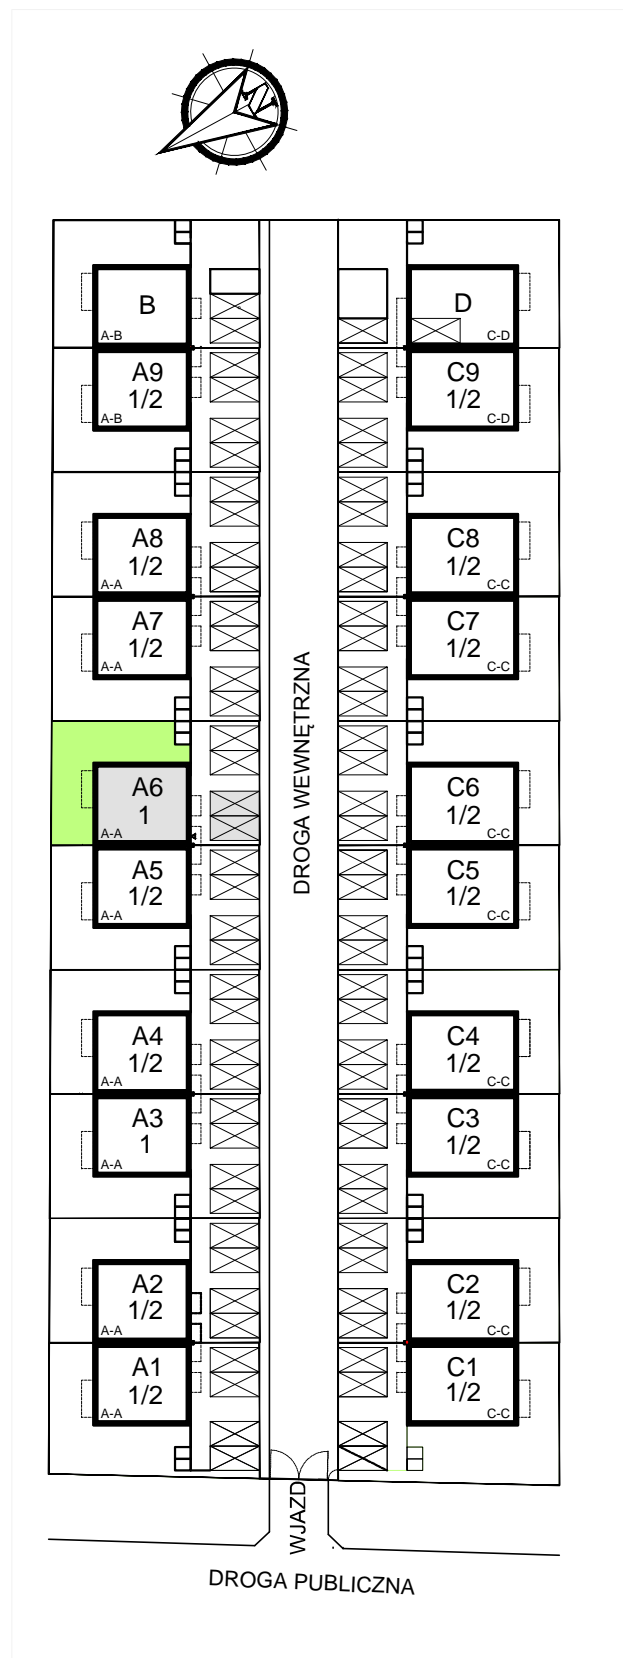 N
B
A-B
D
C-D
A9
1/2
A-B
C9
1/2
C-D
A8
1/2
A-A
C8
1/2
C-C
A7
1/2
A-A
C7
1/2
C-C
DROGA WEWNĘTRZNA
A6
1
A-A
C6
1/2
C-C
A5
1/2
A-A
C5
1/2
C-C
A4
1/2
A-A
C4
1/2
C-C
A3
1
A-A
C3
1/2
C-C
A2
1/2
A-A
C2
1/2
C-C
A1
1/2
A-A
C1
1/2
C-C
WJAZD
DROGA PUBLICZNA